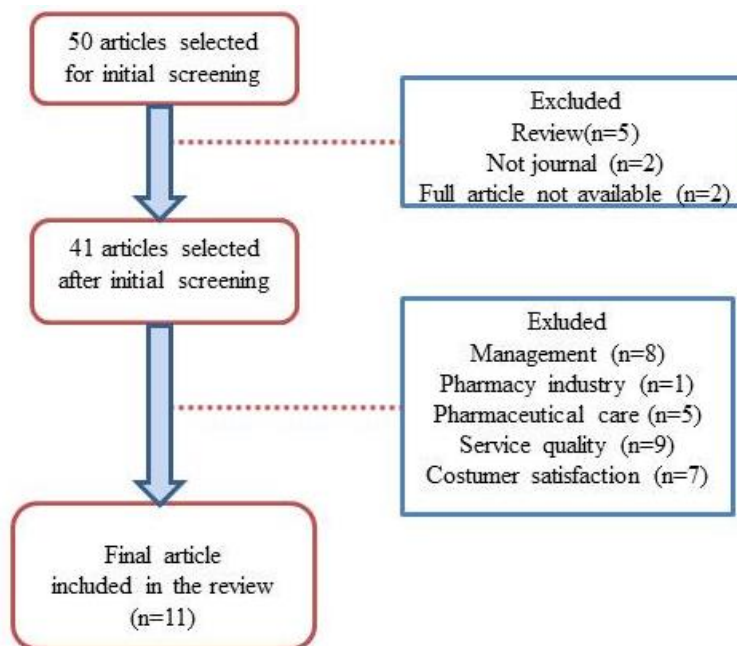 50 articles selected
for initial screening
Excluded
Review(n=5)
Not journal (n=2)
Full article not available (n=2)
41 articles selected
after initial screening
Exluded
Management (n=8)
Pharmacy industry (n=1)
Pharmaceutical care (n=5)
Service quality (n=9)
Costumer satisfaction (n=7)
Final article
included in the review
(n=11)